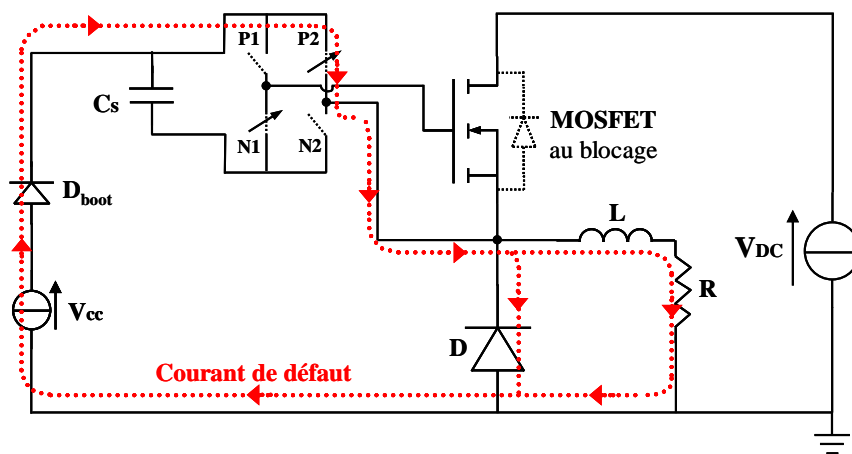 P1
P2
Cs
N1
N2
MOSFET
au blocage
Dboot
L
VDC
Vcc
R
D
Courant de défaut